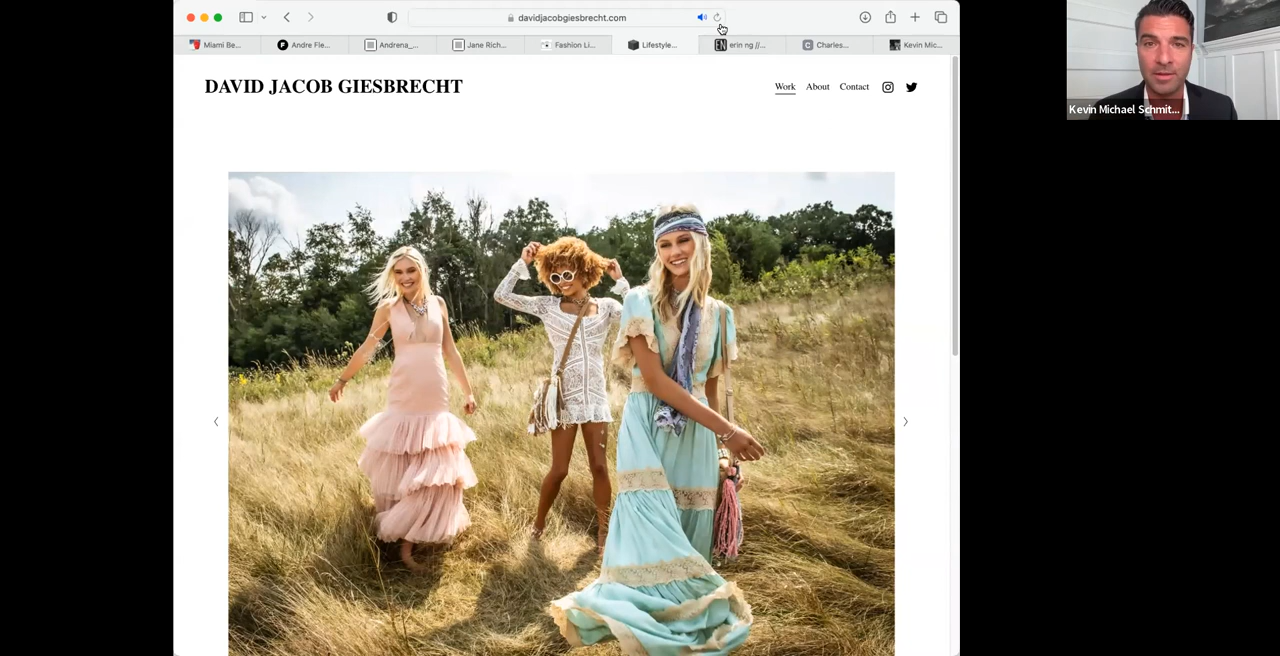 davidjacobgiesbrecht.com
Miami Be...
Andre Fle...
Andrena_...
Jane Rich...
Fashion Li...
Lifestyle...
EN erin ng //...
C Charles...
Kevin Mic...
DAVID JACOB GIESBRECHT
Work About Contact
Kevin Michael Schmit...